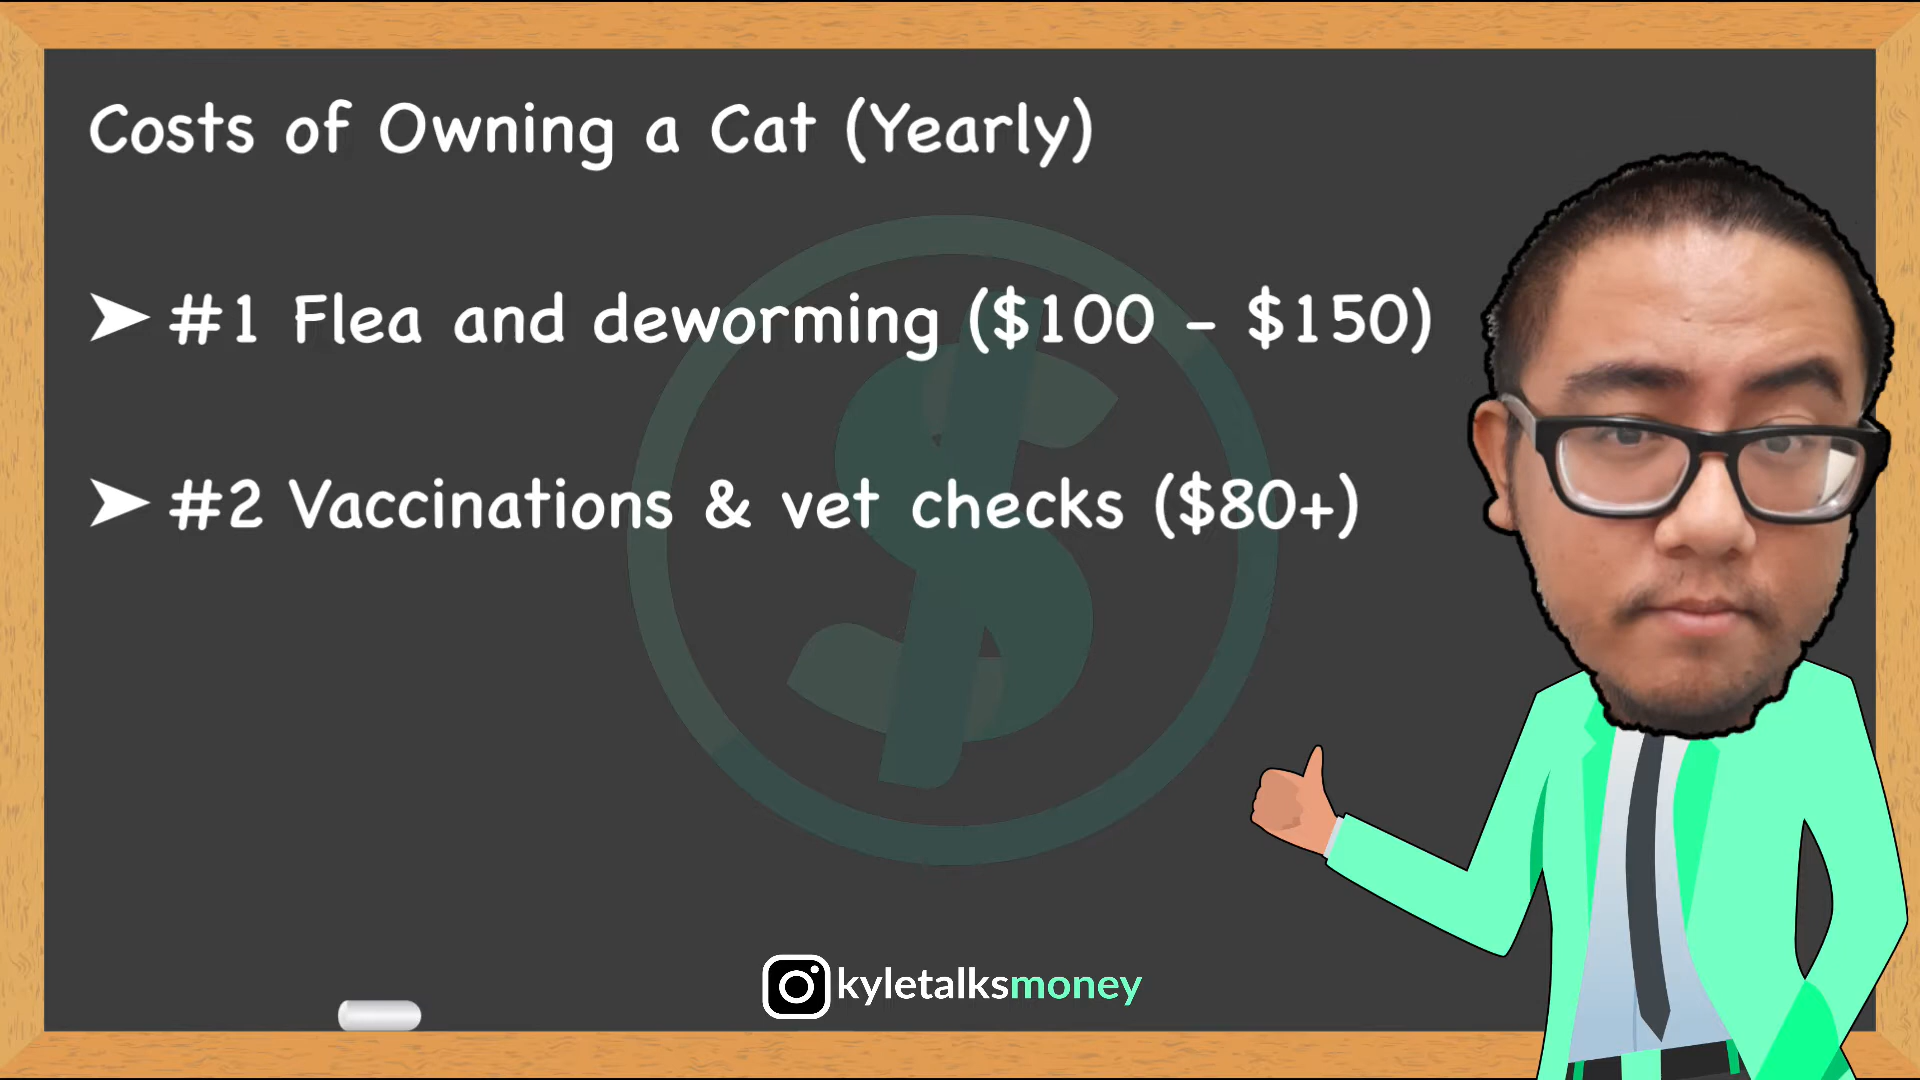 Costs of Owning a Cat (Yearly)
➤ #1 Flea and deworming ($100 - $150)
➤ #2 Vaccinations & vet checks ($80+)
kyletalksmoney